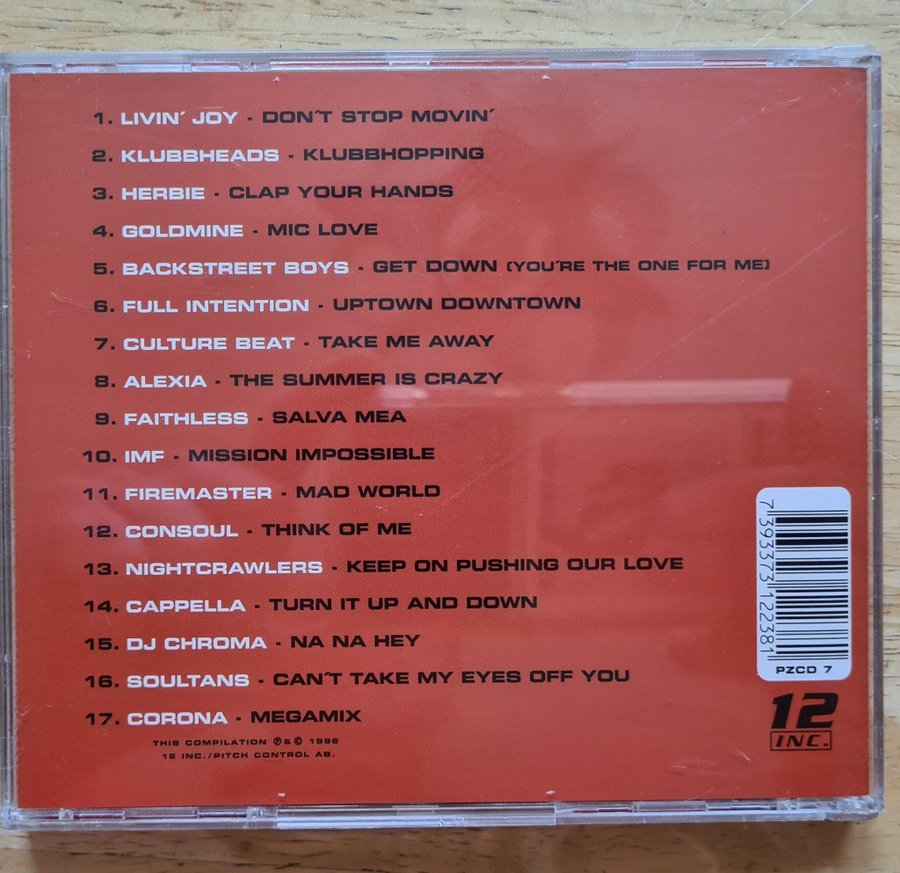 1. LIVIN´ JOY - DON´T STOP MOVIN´
2. KLUBBHEADS - KLUBBHOPPING
3. HERBIE - CLAP YOUR HANDS
4. GOLDMINE - MIC LOVE
5. BACKSTREET BOYS - GET DOWN (YOU´RE THE ONE FOR ME)
6. FULL INTENTION - UPTOWN DOWNTOWN
7. CULTURE BEAT - TAKE ME AWAY
8. ALEXIA - THE SUMMER IS CRAZY
9. FAITHLESS - SALVA MEA
10. IMF - MISSION IMPOSSIBLE
11. FIREMASTER - MAD WORLD
12. CONSOUL - THINK OF ME
13. NIGHTCRAWLERS - KEEP ON PUSHING OUR LOVE
14. CAPPELLA - TURN IT UP AND DOWN
15. DJ CHROMA - NA NA HEY
16. SOULTANS - CAN´T TAKE MY EYES OFF YOU
17. CORONA - MEGAMIX
THIS COMPILATION ℗ & © 1996
12 INC./PITCH CONTROL AB.
7 393373 122381
PZCD 7
12
INC.